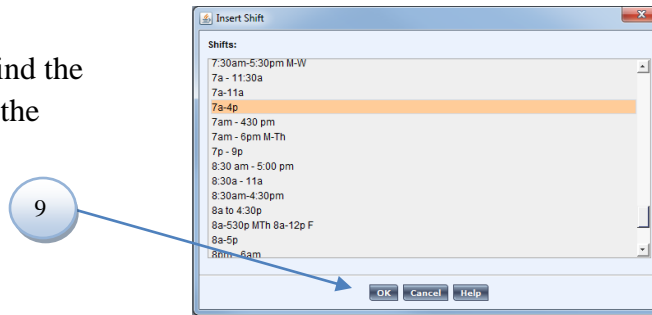 Insert Shift
Shifts:
7:30am-5:30pm M-W
7a - 11:30a
7a-11a
7a-4p
7am - 430 pm
7am - 6pm M-Th
7p - 9p
8:30 am - 5:00 pm
8:30a - 11a
8:30am-4:30pm
8a to 4:30p
8a-530p MTh 8a-12p F
8a-5p
8pm - 6am
OK Cancel Help
ind the
the
9